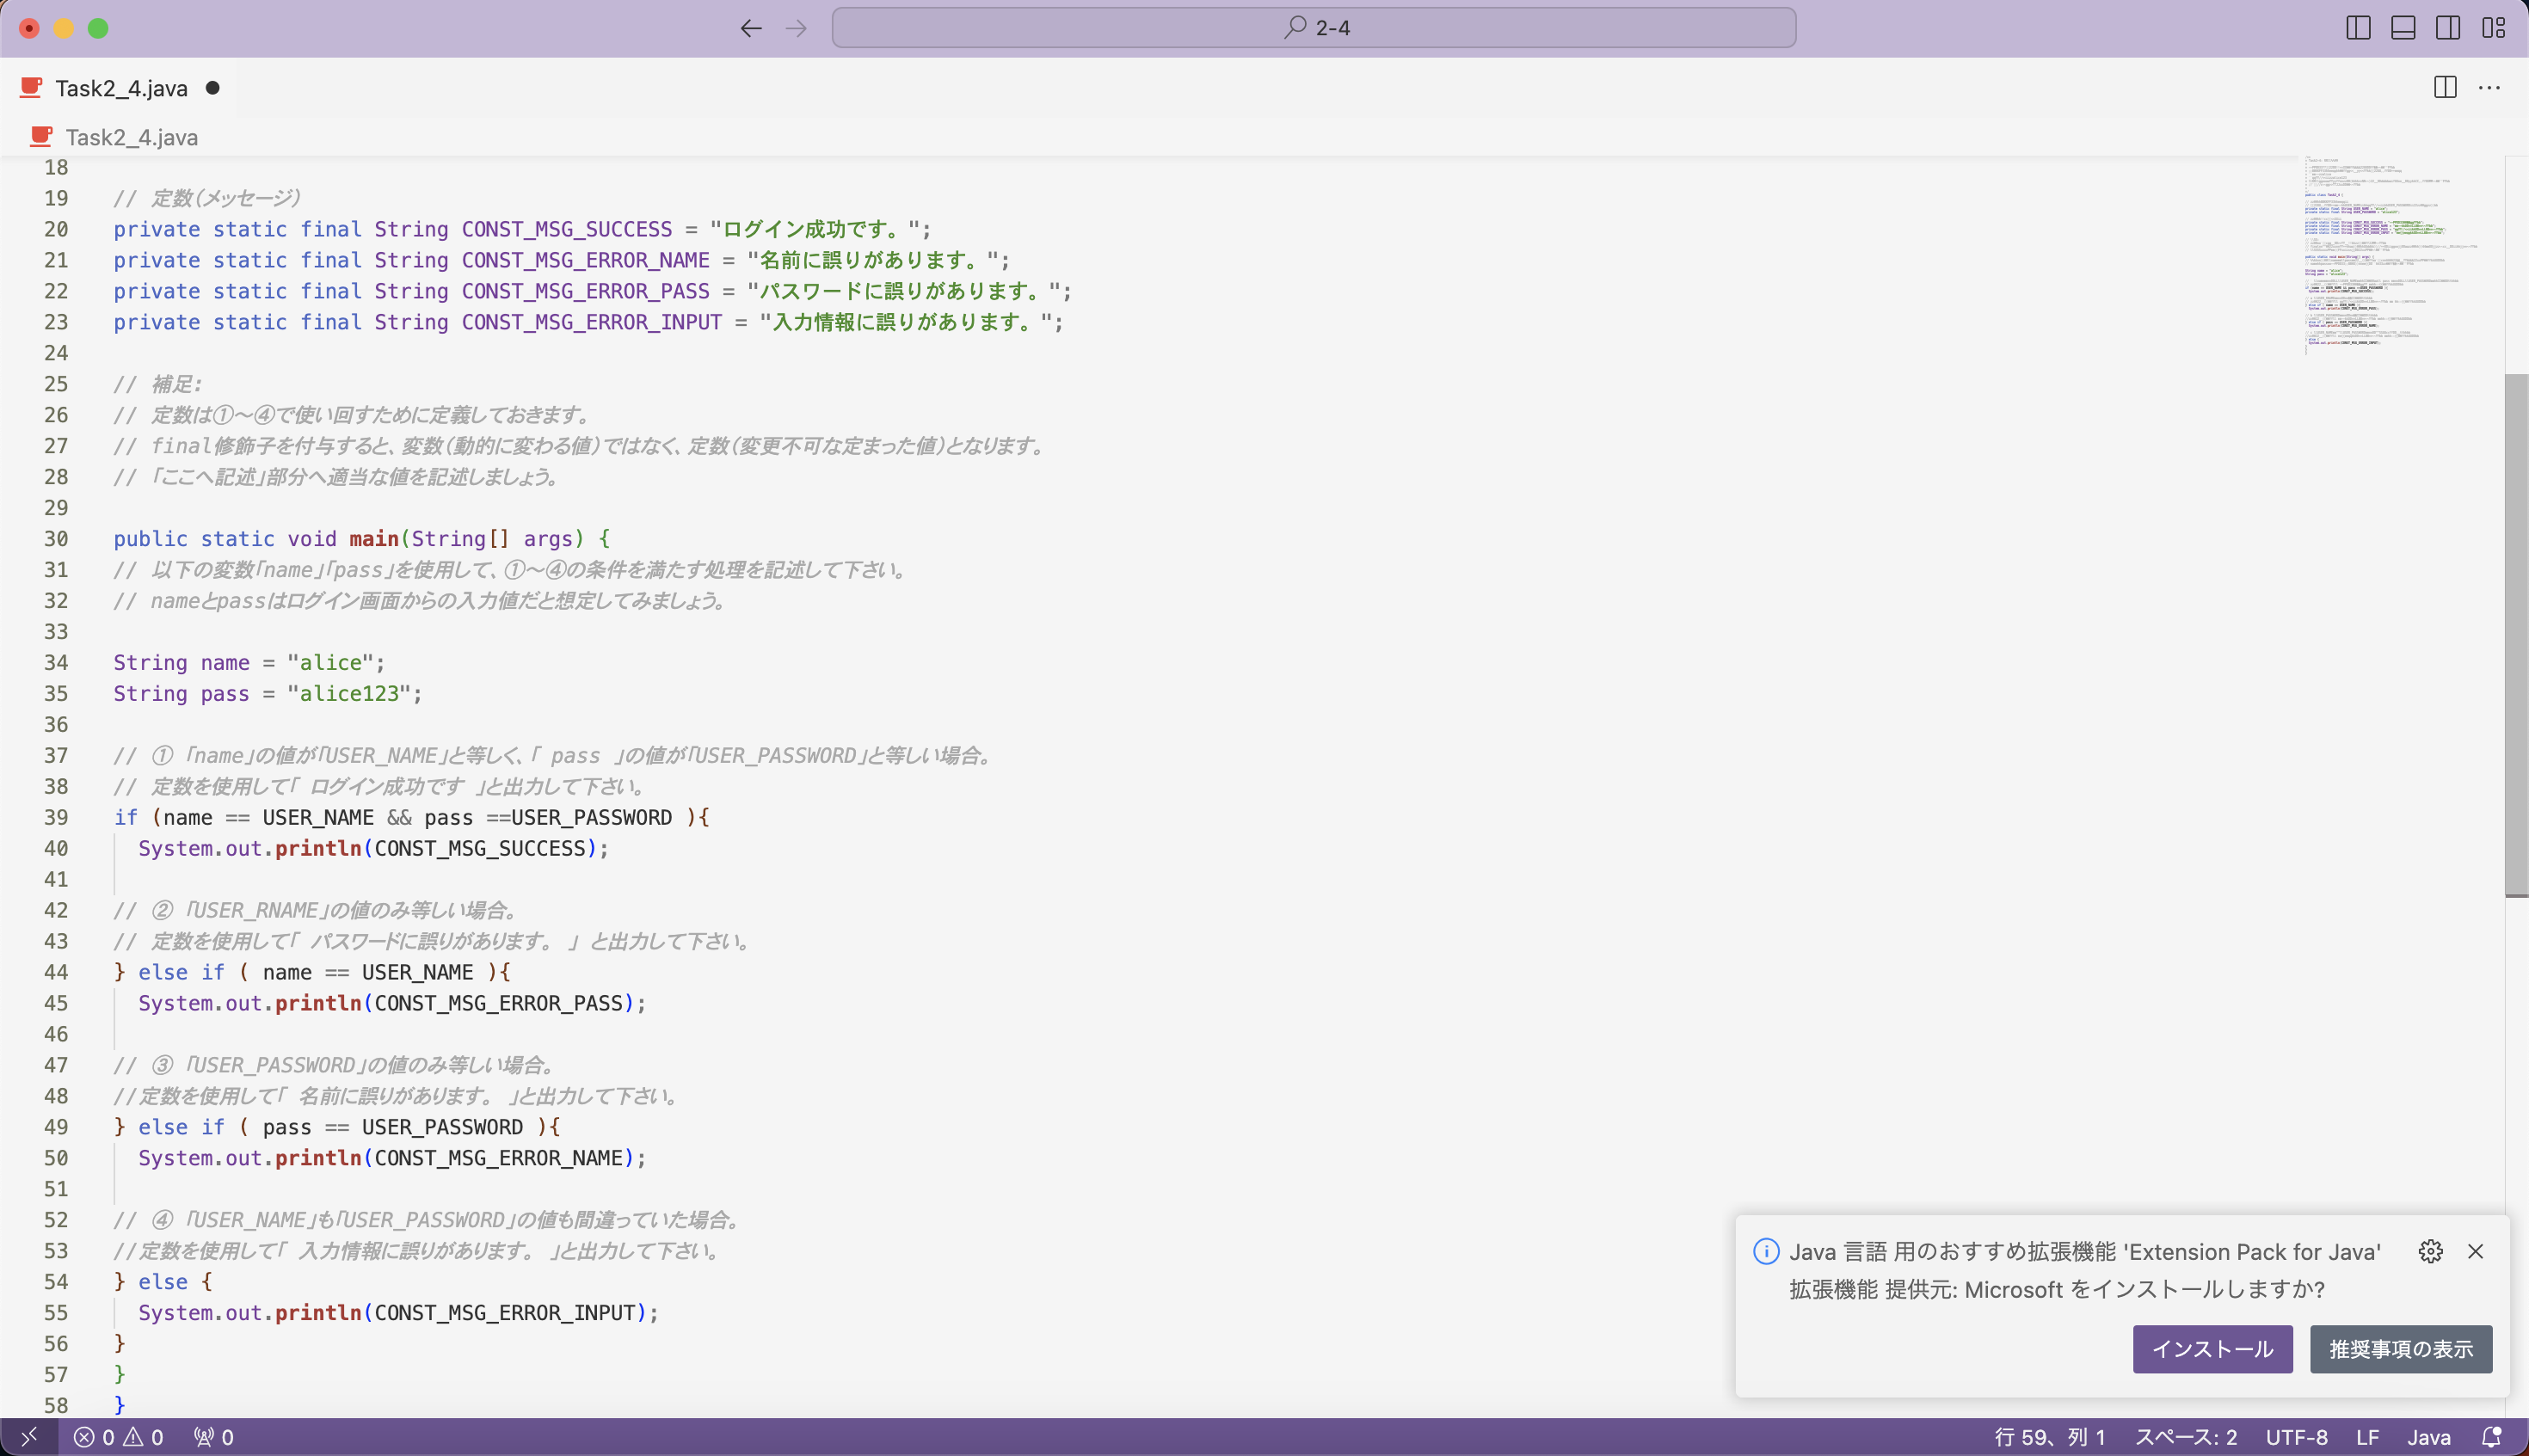 2-4
Task2_4.java
Task2_4.java
18
19 // 定数（メッセージ）
20 private static final String CONST_MSG_SUCCESS = "ログイン成功です。";
21 private static final String CONST_MSG_ERROR_NAME = "名前に誤りがあります。";
22 private static final String CONST_MSG_ERROR_PASS = "パスワードに誤りがあります。";
23 private static final String CONST_MSG_ERROR_INPUT = "入力情報に誤りがあります。";
24
25 // 補足:
26 // 定数は①〜④で使い回すために定義しておきます。
27 // final修飾子を付与すると、変数（動的に変わる値）ではなく、定数（変更不可な定まった値）となります。
28 // 「ここへ記述」部分へ適当な値を記述しましょう。
29
30 public static void main(String[] args) {
31 // 以下の変数「name」「pass」を使用して、①〜④の条件を満たす処理を記述して下さい。
32 // nameとpassはログイン画面からの入力値だと想定してみましょう。
33
34 String name = "alice";
35 String pass = "alice123";
36
37 // ① 「name」の値が「USER_NAME」と等しく、「 pass 」の値が「USER_PASSWORD」と等しい場合。
38 // 定数を使用して「 ログイン成功です 」と出力して下さい。
39 if (name == USER_NAME && pass ==USER_PASSWORD ){
40 System.out.println(CONST_MSG_SUCCESS);
41
42 // ② 「USER_RNAME」の値のみ等しい場合。
43 // 定数を使用して「 パスワードに誤りがあります。 」 と出力して下さい。
44 } else if ( name == USER_NAME ){
45 System.out.println(CONST_MSG_ERROR_PASS);
46
47 // ③ 「USER_PASSWORD」の値のみ等しい場合。
48 //定数を使用して「 名前に誤りがあります。 」と出力して下さい。
49 } else if ( pass == USER_PASSWORD ){
50 System.out.println(CONST_MSG_ERROR_NAME);
51
52 // ④ 「USER_NAME」も「USER_PASSWORD」の値も間違っていた場合。
53 //定数を使用して「 入力情報に誤りがあります。 」と出力して下さい。
54 } else {
55 System.out.println(CONST_MSG_ERROR_INPUT);
56 }
57 }
58 }
Java 言語 用のおすすめ拡張機能 'Extension Pack for Java'
拡張機能 提供元: Microsoft をインストールしますか?
インストール 推奨事項の表示
0 0 0 行 59、列 1 スペース: 2 UTF-8 LF Java